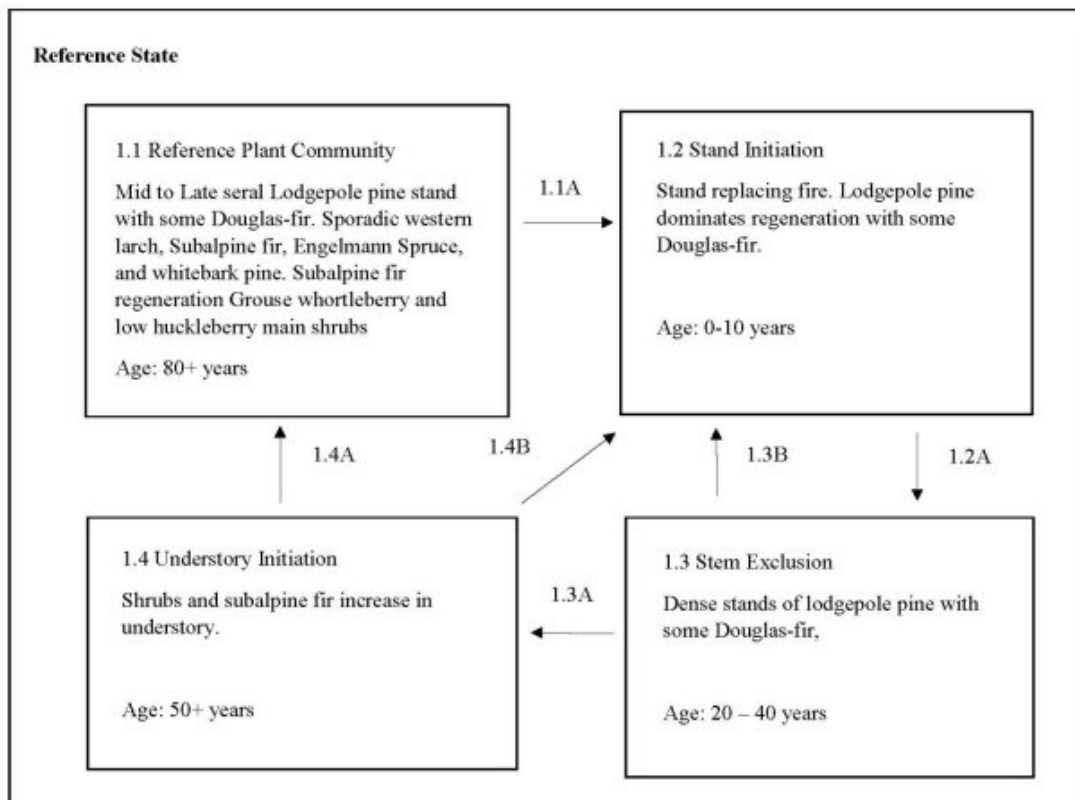 Reference State
1.1 Reference Plant Community
Mid to Late seral Lodgepole pine stand
with some Douglas-fir. Sporadic western
larch, Subalpine fir, Engelmann Spruce,
and whitebark pine. Subalpine fir
regeneration Grouse whortleberry and
low huckleberry main shrubs
Age: 80+ years
1.1A
1.2 Stand Initiation
Stand replacing fire. Lodgepole pine
dominates regeneration with some
Douglas-fir.
Age: 0-10 years
1.4A
1.4B
1.3B
1.2A
1.4 Understory Initiation
Shrubs and subalpine fir increase in
understory.
Age: 50+ years
1.3A
1.3 Stem Exclusion
Dense stands of lodgepole pine with
some Douglas-fir,
Age: 20 – 40 years